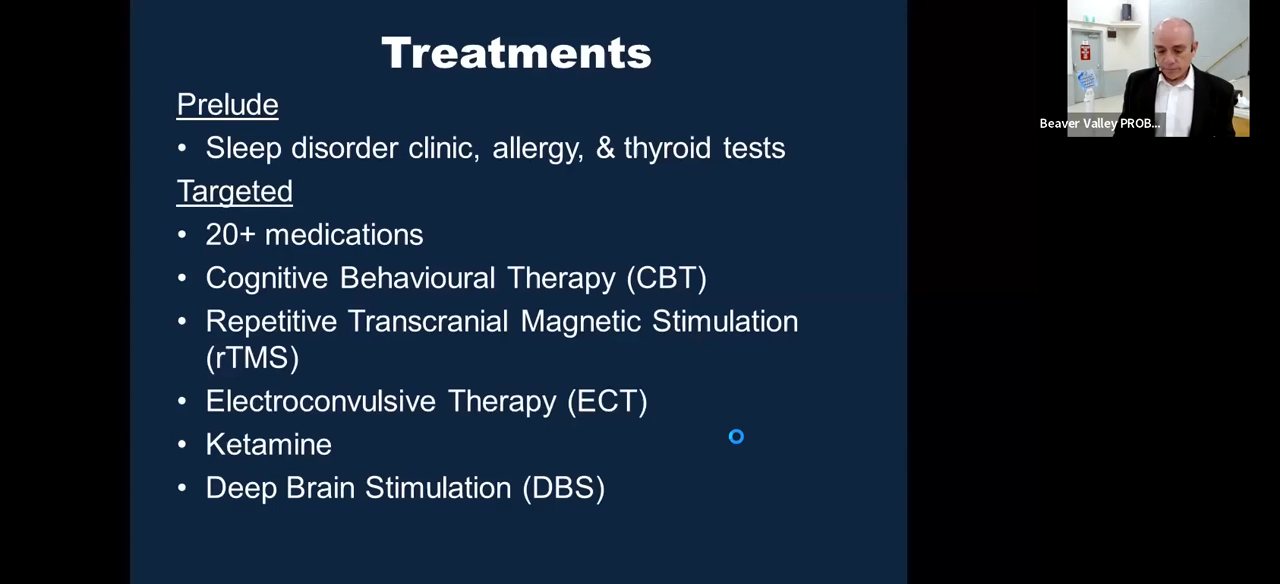 Treatments
Prelude
• Sleep disorder clinic, allergy, & thyroid tests
Targeted
• 20+ medications
• Cognitive Behavioural Therapy (CBT)
• Repetitive Transcranial Magnetic Stimulation
(rTMS)
• Electroconvulsive Therapy (ECT)
• Ketamine
• Deep Brain Stimulation (DBS)
Beaver Valley PROB...